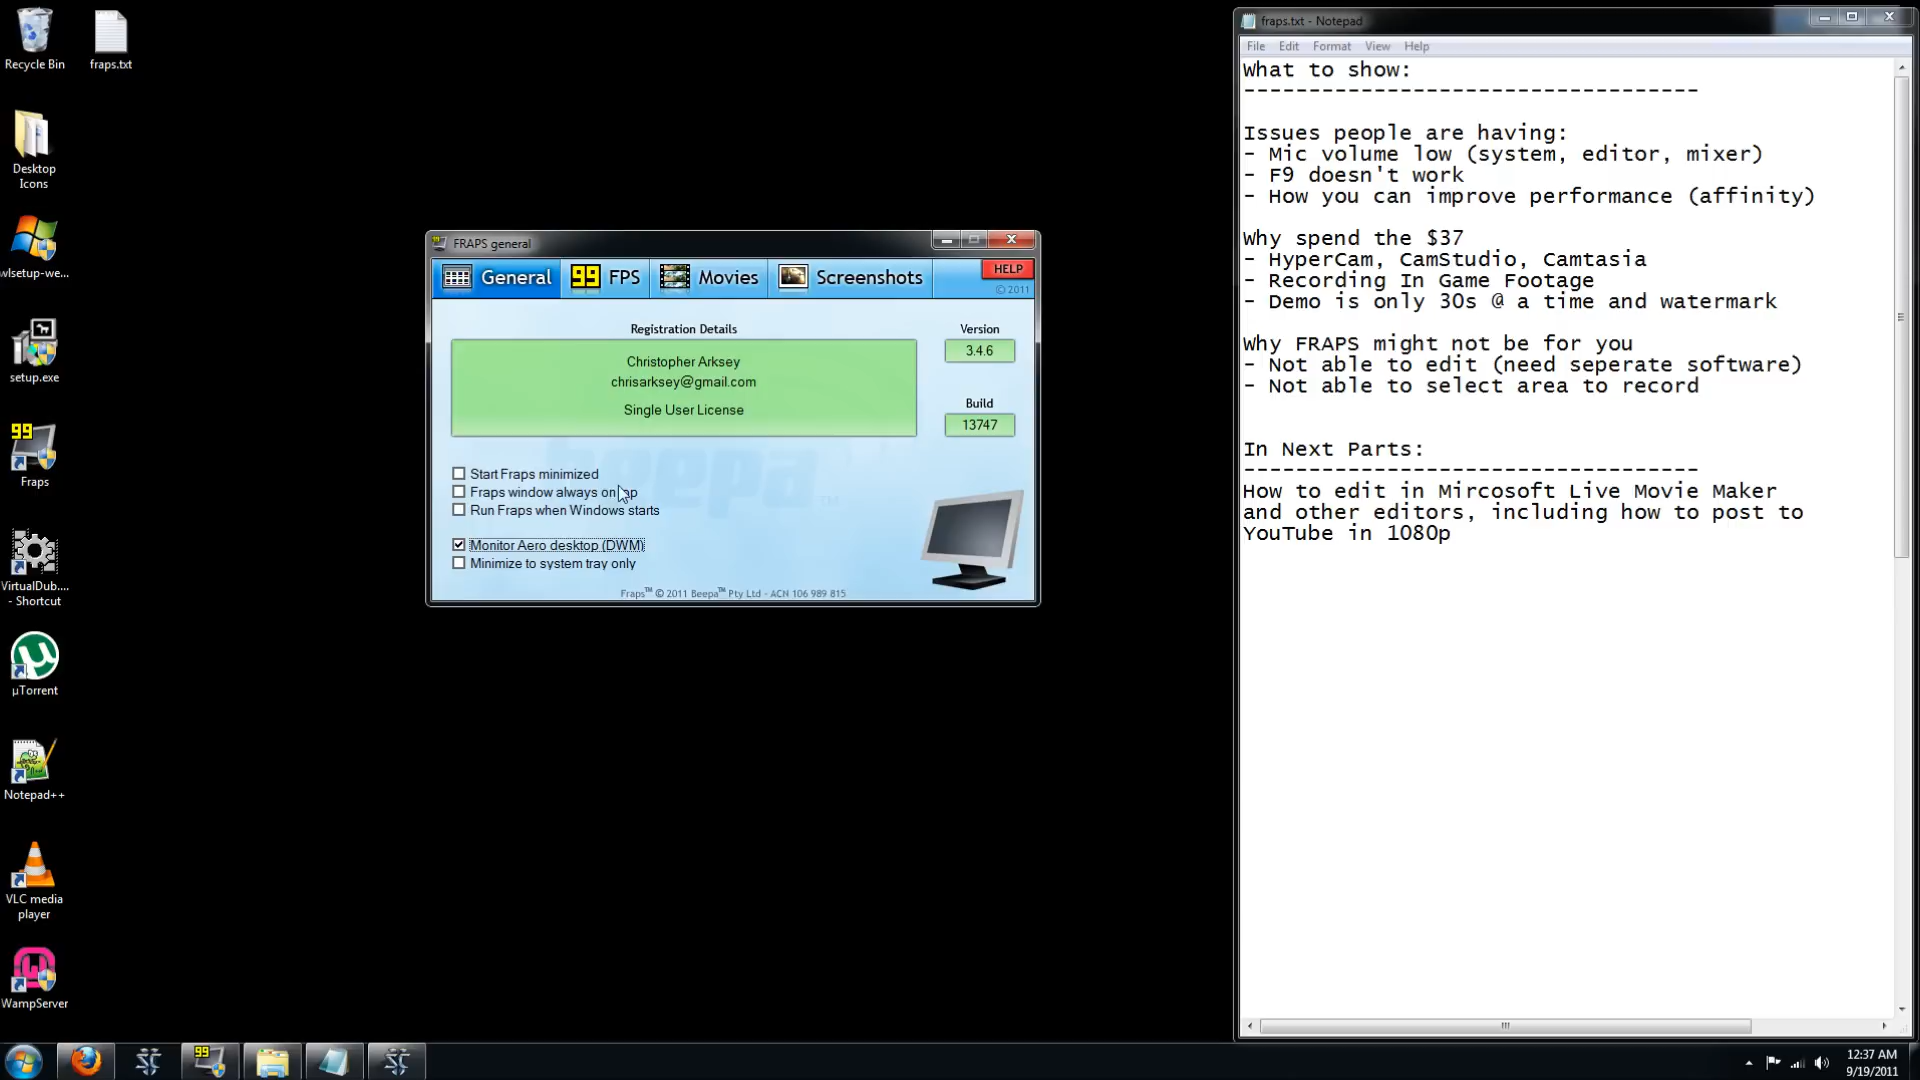 Recycle Bin
fraps.txt
Desktop
Icons
wlsetup-we...
setup.exe
99
Fraps
VirtualDub....
- Shortcut
µTorrent
Notepad++
VLC media
player
WampServer
FRAPS general
General
99 FPS
Movies
Screenshots
HELP
© 2011
Registration Details
Christopher Arksey
chrisarksey@gmail.com
Single User License
Version
3.4.6
Build
13747
beepa™
Start Fraps minimized
Fraps window always on
Run Fraps when Windows starts
Monitor Aero desktop (DWM)
Minimize to system tray only
Fraps™ © 2011 Beepa™ Pty Ltd - ACN 106 989 815
fraps.txt - Notepad
File Edit Format View Help
What to show:
-----------------------------------
Issues people are having:
- Mic volume low (system, editor, mixer)
- F9 doesn't work
- How you can improve performance (affinity)
Why spend the $37
- HyperCam, CamStudio, Camtasia
- Recording In Game Footage
- Demo is only 30s @ a time and watermark
Why FRAPS might not be for you
- Not able to edit (need seperate software)
- Not able to select area to record
In Next Parts:
-----------------------------------
How to edit in Mircosoft Live Movie Maker
and other editors, including how to post to
YouTube in 1080p
99
12:37 AM
9/19/2011